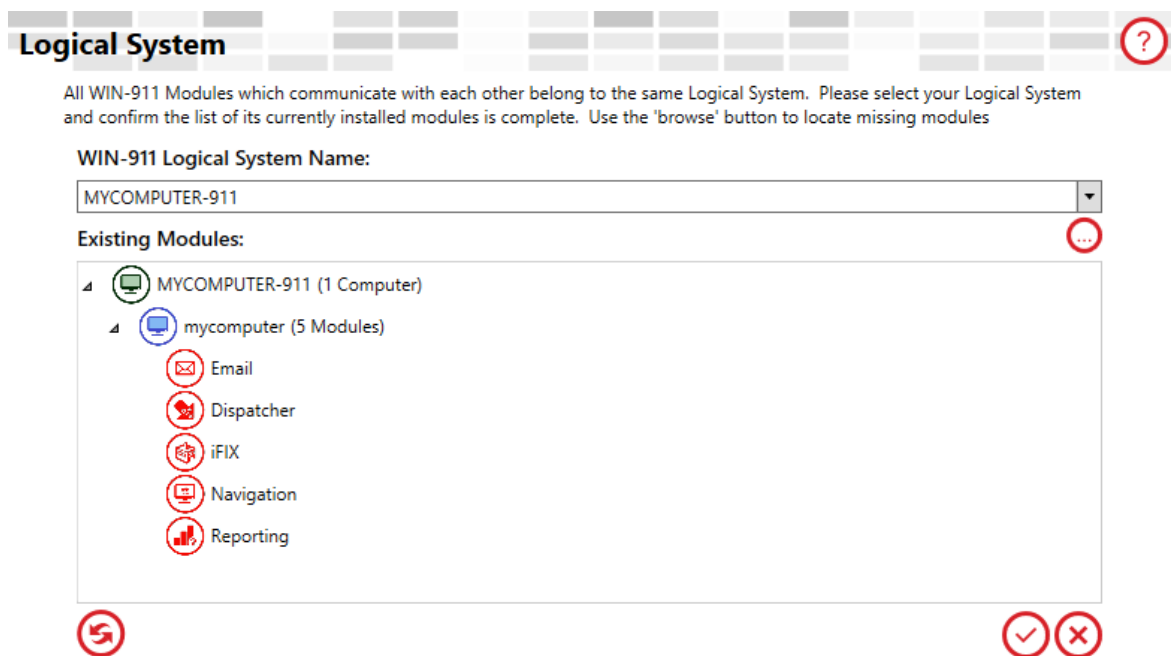 Logical System
?
All WIN-911 Modules which communicate with each other belong to the same Logical System.  Please select your Logical System
and confirm the list of its currently installed modules is complete.  Use the 'browse' button to locate missing modules
WIN-911 Logical System Name:
MYCOMPUTER-911
Existing Modules:
...
MYCOMPUTER-911 (1 Computer)
mycomputer (5 Modules)
Email
Dispatcher
iFIX
Navigation
Reporting